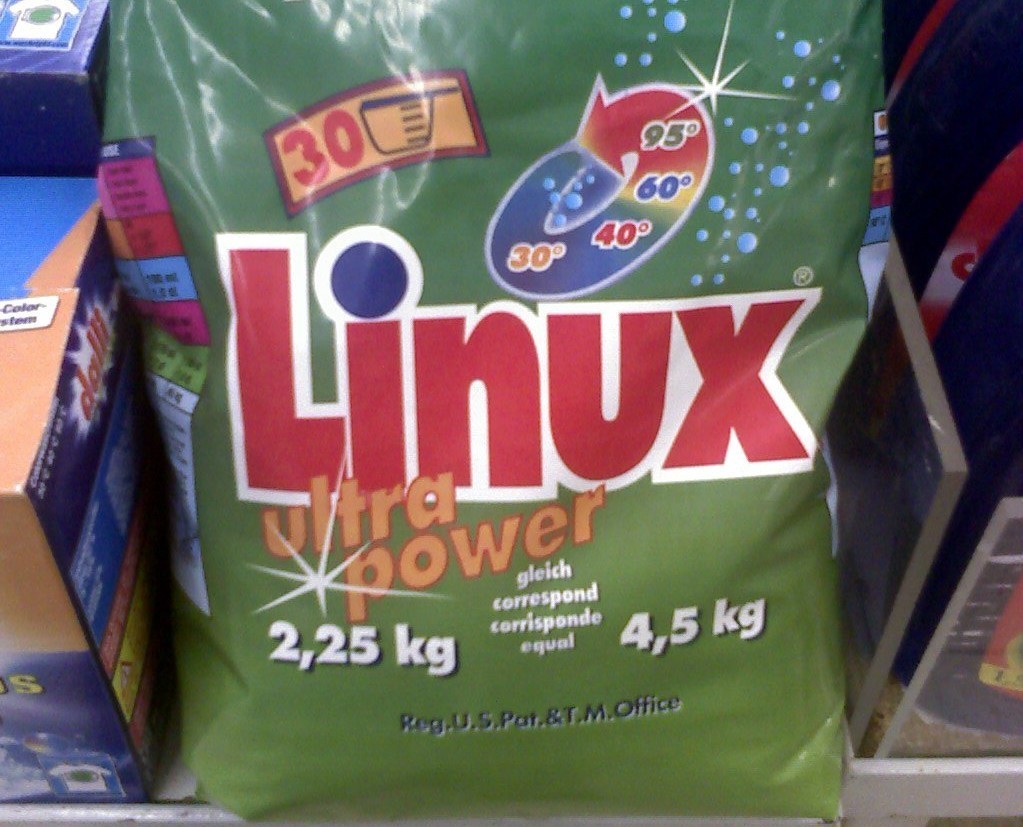 30
95°
60°
40°
30°
Linux®
ultra
power
gleich
correspond
corrisponde
equal
2,25 kg
4,5 kg
Reg.U.S.Pat.&T.M.Office
-Color-
stem